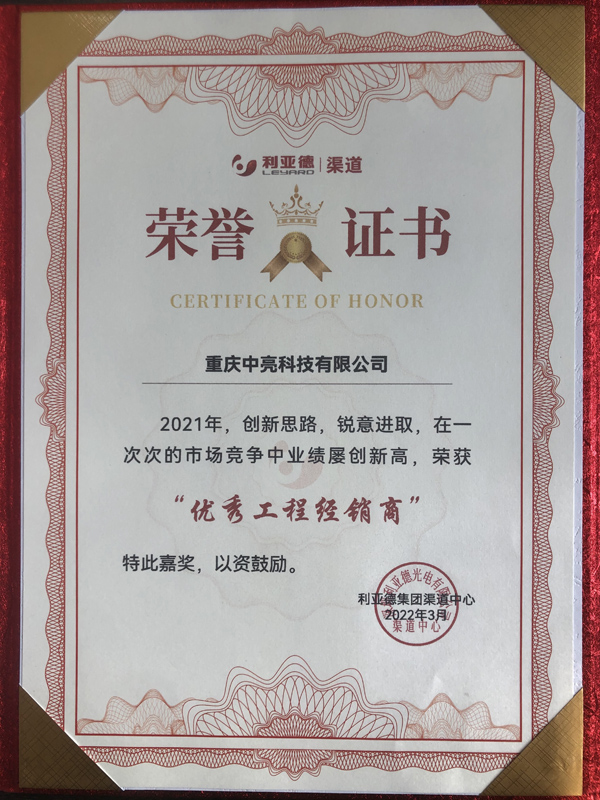 利亚德 渠道
LEYARD
荣誉证书
CERTIFICATE OF HONOR
重庆中亮科技有限公司
2021年，创新思路，锐意进取，在一
次次的市场竞争中业绩屡创新高，荣获
“优秀工程经销商”
特此嘉奖，以资鼓励。
利亚德集团渠道中心
2022年3月
渠道中心